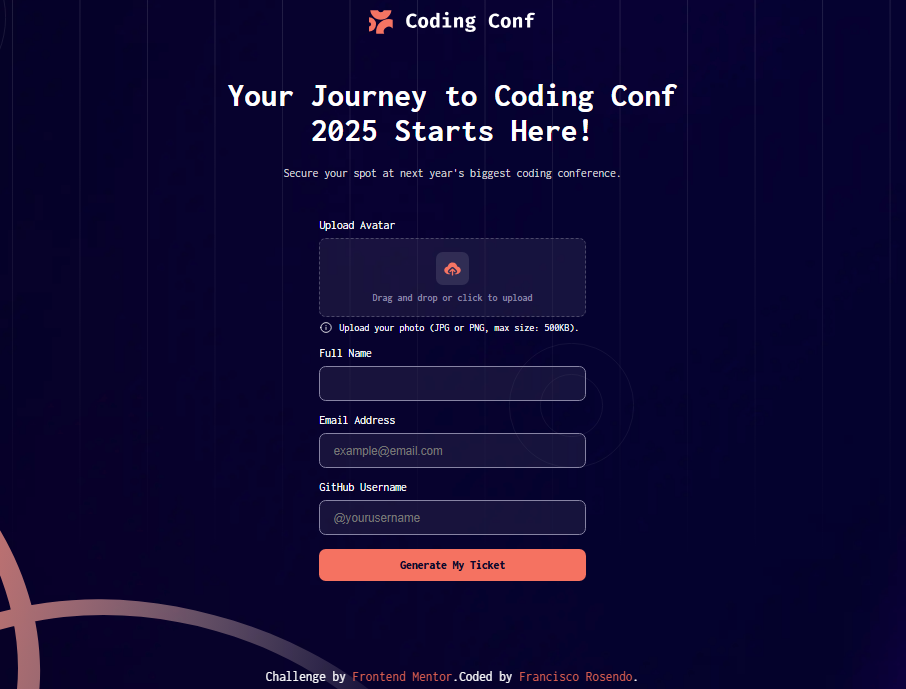 Coding Conf
Your Journey to Coding Conf
2025 Starts Here!
Secure your spot at next year's biggest coding conference.
Upload Avatar
Drag and drop or click to upload
Upload your photo (JPG or PNG, max size: 500KB).
Full Name
Email Address
example@email.com
GitHub Username
@yourusername
Generate My Ticket
Challenge by Frontend Mentor.Coded by Francisco Rosendo.